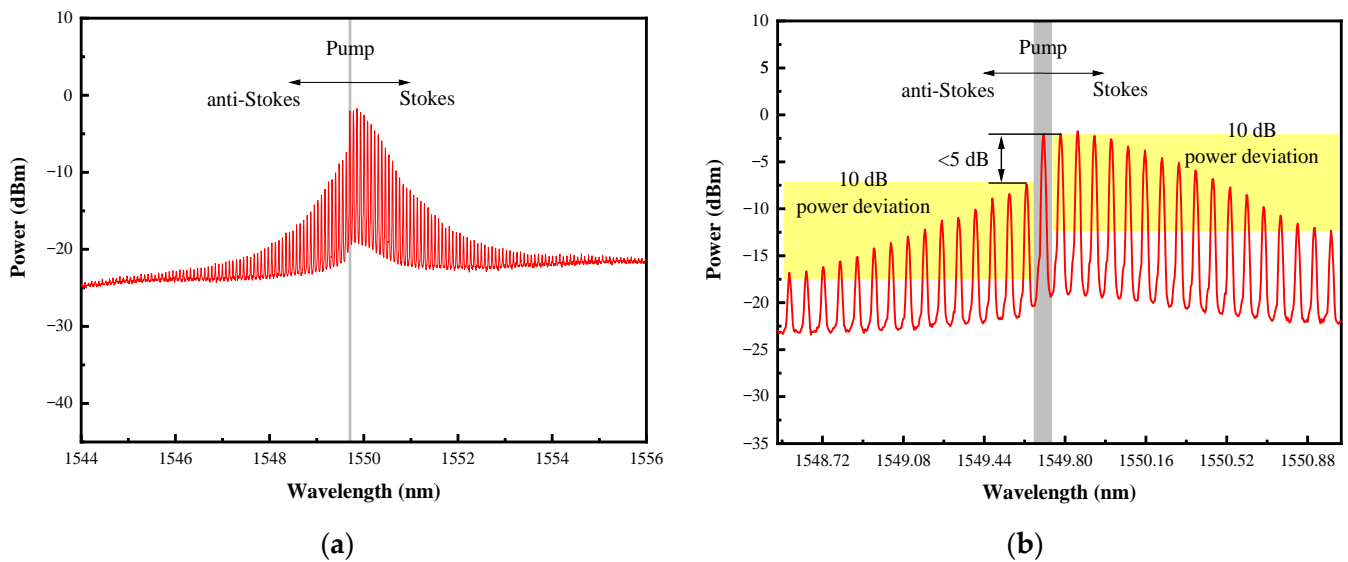 10
0
−10
−20
−30
−40
1544 1546 1548 1550 1552 1554 1556
Power (dBm)
Wavelength (nm)
Pump
anti-Stokes Stokes
(a)
10
5
0
−5
−10
−15
−20
−25
−30
−35
1548.72 1549.08 1549.44 1549.80 1550.16 1550.52 1550.88
Power (dBm)
Wavelength (nm)
Pump
anti-Stokes Stokes
<5 dB
10 dB
power deviation
10 dB
power deviation
(b)